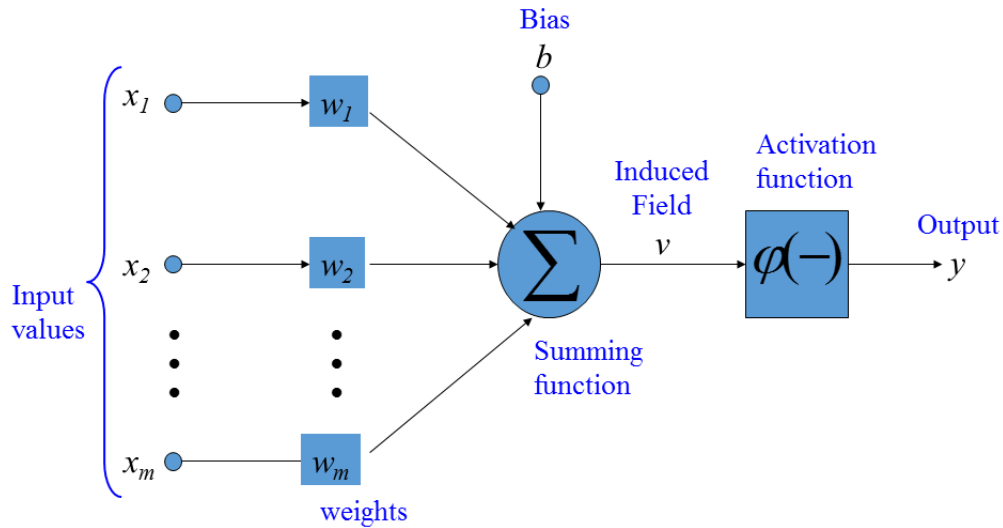 Bias
b
x1
w1
Activation
function
Induced
Field
Output
x2
w2
Σ
v
φ(−)
y
Input
values
Summing
function
xm
wm
weights